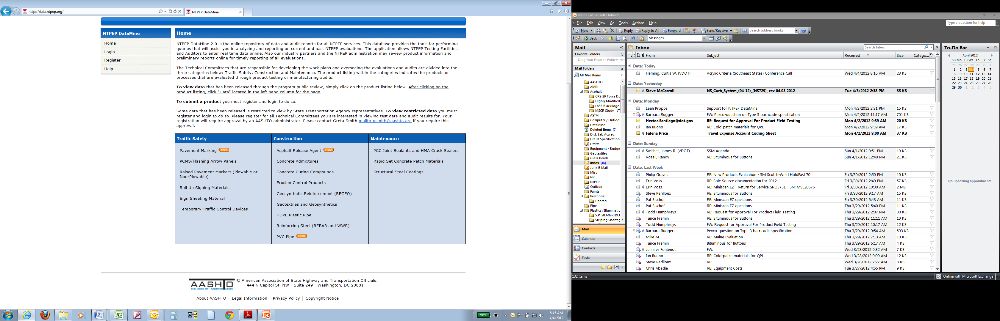 http://data.ntpep.org/
NTPEP DataMine
NTPEP DataMine
Home
Login
Register
Help
Home
NTPEP DataMine 2.0 is the online repository of data and audit reports for all NTPEP services. This database provides the tools for performing
queries that will assist you in analyzing and reporting on current and past NTPEP evaluations. The application allows NTPEP Testing Facilities
and Auditors to enter real time data online. Also our industry partners and the NTPEP administration may review product information and
preliminary reports online for timely reporting of all evaluations.
The Technical Committees that are responsible for developing the work plans and overseeing the evaluations and audits are divided into the
three categories below: Traffic Safety, Construction and Maintenance. The product listing within the categories indicates the products or
processes that are evaluated through product testing or manufacturing audits.
To view data that has been released through the program public review, simply click on the product listing below. After clicking on the
product listing, click "Data" located in the left hand column for the page.
To submit a product you must register and login to do so.
Some data that has been released is restricted to view by State Transportation Agency representatives. To view restricted data you must
register and login to do so. Please register for all Technical Committees you are interested in viewing test data and audit results for. Your
registration will require approval by an AASHTO administrator. Please contact Greta Smith mailto:gsmith@aashto.org if you require this
approval.
Traffic Safety
Pavement Marking new
PCMS/Flashing Arrow Panels
Raised Pavement Markers (Plowable or
Non-Plowable)
Roll Up Signing Materials
Sign Sheeting Material
Temporary Traffic Control Devices
Construction
Asphalt Release Agent new
Concrete Admixtures
Concrete Curing Compounds
Erosion Control Products
Geosynthetic Reinforcement (REGEO)
Geotextiles and Geosynthetics
HDPE Plastic Pipe
Reinforcing Steel (REBAR and WWR)
PVC Pipe new
Maintenance
PCC Joint Sealants and HMA Crack Sealers
Rapid Set Concrete Patch Materials
Structural Steel Coatings
AASHTO
THE VOICE OF TRANSPORTATION
© American Association of State Highway and Transportation Officials.
444 N Capitol St. NW - Suite 249 - Washington, DC 20001
About AASHTO | Legal Information | Privacy Policy | Copyright Notice
96%
8:45 AM
4/4/2012
Inbox - Microsoft Outlook
File Edit View Go Tools Actions Help
Type a question for help
New Reply Reply to All Forward Send/Receive Search address books
Back Messages
Mail
Favorite Folders
Drag Your Favorite Folders Her
Mail Folders
All Mail Items
AASHTO
AMRL
Asphalt
CRS-2P Force Du
Highly Modified
LA35 Blacklidge
MSCR Study - LT
ASTM
Computer / Outloo
DataMine
Deleted Items (2)
Dist. Lab Accred.
DOTD Specification
Drafts
Equipment / Budge
Geotextiles
Glass Beads
Inbox (46)
Junk E-Mail
Misc
NPE
NTPEP
Outbox
Paints
Personnel
Conrad
Pipe
Plastics / Illuminatio
S.P. 283-09-0193
Striping Shortag
Mail
Calendar
Contacts
Tasks
132 Items
Inbox
Search Inbox
From Subject Received Size Catego...
Date: Today
Fleming, Curtis W. (VDOT) Acrylic Criteria (Southeast States) Conference Call Wed 4/4/2012 8:15 AM 23 KB
Date: Yesterday
Steve McCarroll NS_Curb_System_(04-12)_(NS729), rev 04.03.2012 Tue 4/3/2012 2:38 PM 35 KB
Date: Monday
Leah Propps Support for NTPEP DataMine Mon 4/2/2012 2:31 PM 15 KB
Barbara Ruggeri FW: Pexco-question on Type 3 barricade specification Mon 4/2/2012 11:17 AM 701 KB
Hector.Santiago@dot.gov RE: Request for Approval For Product Field Testing Mon 4/2/2012 9:39 AM 20 KB
Ian Buono RE: Cold-patch materials for QPL Mon 4/2/2012 9:39 AM 17 KB
Falena Price Travel Expense Account Coding Sheet Mon 4/2/2012 9:00 AM 37 KB
Date: Sunday
Swisher, James R. (VDOT) SSM Agenda Sun 4/1/2012 9:51 PM 19 KB
Rozell, Randy RE: Bituminous for Buttons Sun 4/1/2012 12:48 PM 21 KB
Date: Last Week
Philip Graves RE: New Products Evaluation - 3M Scotch-Weld HoldFast 70 Fri 3/30/2012 2:50 PM 10 KB
Erin Voss RE: Sole Source documentation for 2012 Fri 3/30/2012 2:49 PM 57 KB
Erin Voss RE: Miniscan EZ - Return for Service SRO3731 - SN: MSEZ0576 Fri 3/30/2012 10:30 AM 2 MB
Steve Perilloux RE: Bituminous for Buttons Fri 3/30/2012 9:17 AM 15 KB
Pat Bischof RE: Miniscan EZ questions Fri 3/30/2012 6:43 AM 11 KB
Pat Bischof RE: Miniscan EZ questions Thu 3/29/2012 5:40 PM 11 KB
Todd Humphreys RE: Request for Approval For Product Field Testing Thu 3/29/2012 2:07 PM 30 KB
Tance Fremin RE: Bituminous for Buttons Thu 3/29/2012 11:11 AM 10 KB
Todd Humphreys FW: Request for Approval For Product Field Testing Thu 3/29/2012 10:17 AM 12 KB
Barbara Ruggeri Pexco-question on Type 3 barricade specification Thu 3/29/2012 9:54 AM 693 KB
Mike M. RE: Maine Evaluation Thu 3/29/2012 7:13 AM 10 KB
Tance Fremin Bituminous for Buttons Thu 3/29/2012 6:17 AM 4 KB
Jennifer Fontenot FW: Wed 3/28/2012 9:32 AM 7 KB
Ian Buono RE: Cold-patch materials for QPL Wed 3/28/2012 9:09 AM 12 KB
Steve Perilloux RE: Wed 3/28/2012 7:27 AM 8 KB
Chris Abadie RE: Equipment Costs Tue 3/27/2012 4:55 PM 9 KB
To-Do Bar
April 2012
Su Mo Tu We Th Fr Sa
25 26 27 28 29 30 31
1 2 3 4 5 6 7
8 9 10 11 12 13 14
15 16 17 18 19 20 21
22 23 24 25 26 27 28
29 30 1 2 3 4 5
No upcoming appointments.
Online with Microsoft Exchange